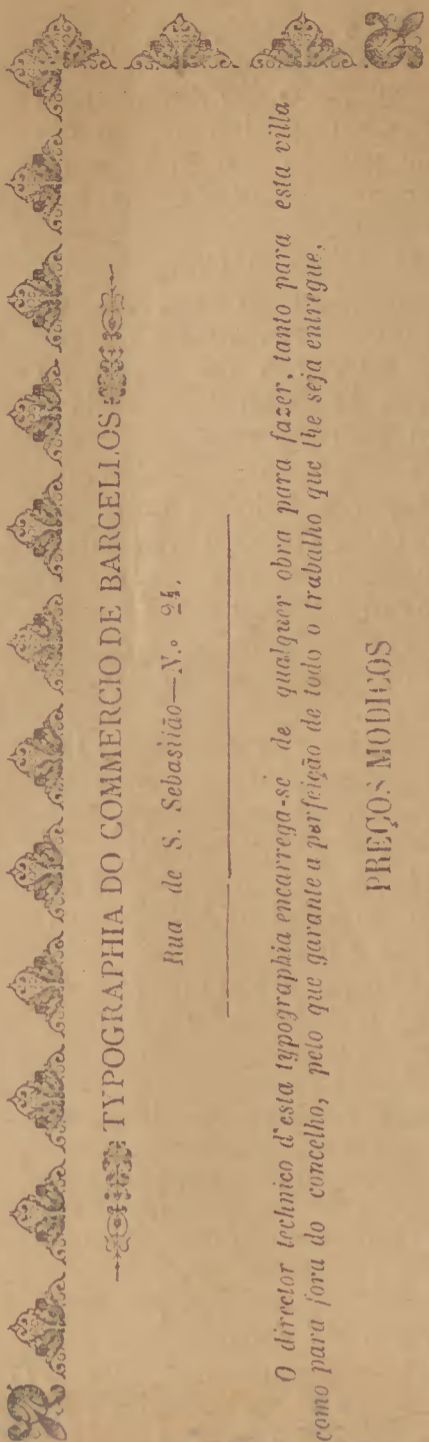 TYPOGRAPHIA DO COMMERCIO DE BARCELLOS
Rua de S. Sebastião—N.º 24.
O director technico d'esta typographia encarrega-se de qualquer obra para fazer, tanto para esta villa
como para fora do concelho, pelo que garante a perfeição de todo o trabalho que lhe seja entregue,
PREÇOS MODICOS